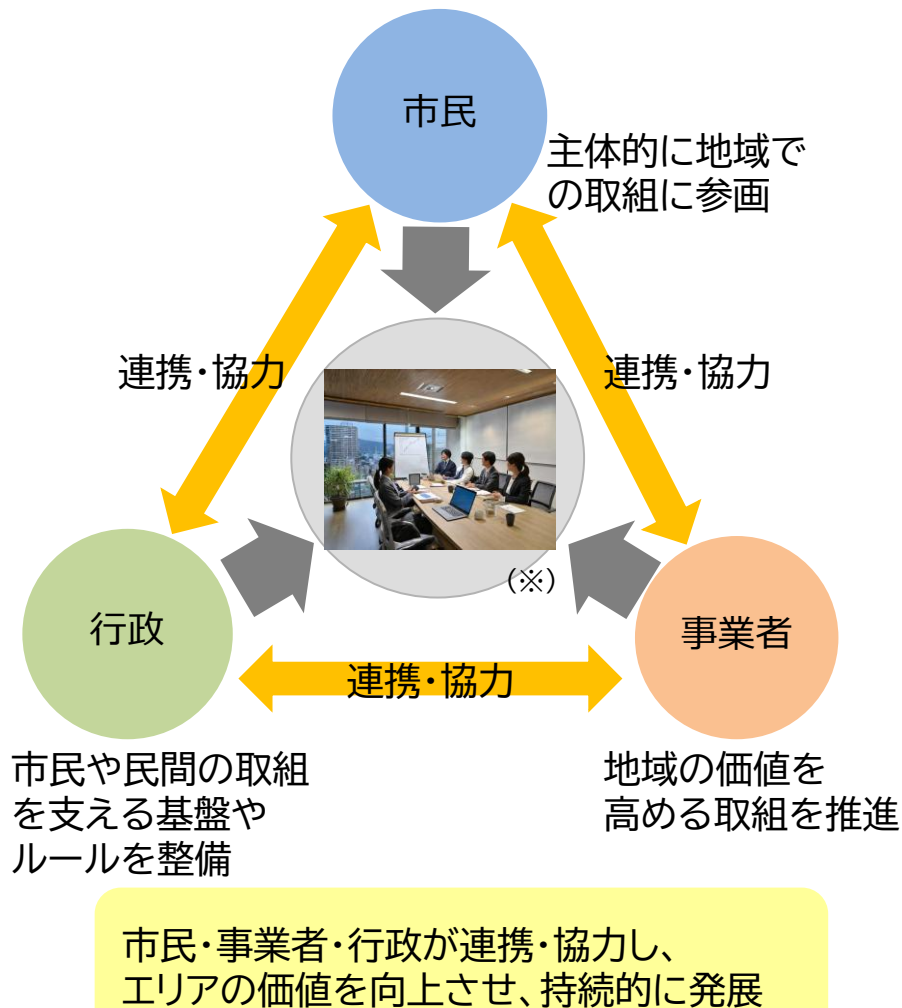 市民
主体的に地域で
の取組に参画
連携・協力
連携・協力
（※）
行政
事業者
連携・協力
市民や民間の取組
を支える基盤や
ルールを整備
地域の価値を
高める取組を推進
市民・事業者・行政が連携・協力し、
エリアの価値を向上させ、持続的に発展